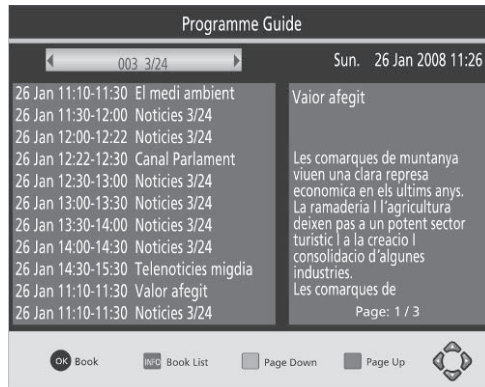 Programme Guide
003 3/24
Sun. 26 Jan 2008 11:26
26 Jan 11:10-11:30 El medi ambient
26 Jan 11:30-12:00 Noticies 3/24
26 Jan 12:00-12:22 Noticies 3/24
26 Jan 12:22-12:30 Canal Parlament
26 Jan 12:30-13:00 Noticies 3/24
26 Jan 13:00-13:30 Noticies 3/24
26 Jan 13:30-14:00 Noticies 3/24
26 Jan 14:00-14:30 Noticies 3/24
26 Jan 14:30-15:30 Telenoticies migdia
26 Jan 11:10-11:30 Valor afegit
26 Jan 11:10-11:30 Noticies 3/24
Vaior afegit
Les comarques de muntanya
viuen una clara represa
economica en els ultims anys.
La ramaderia l l'agricultura
deixen pas a un potent sector
turistic l a la creacio l
consolidacio d'algunes
industries.
Les comarques de
Page: 1 / 3
OK Book
INFO Book List
Page Down
Page Up